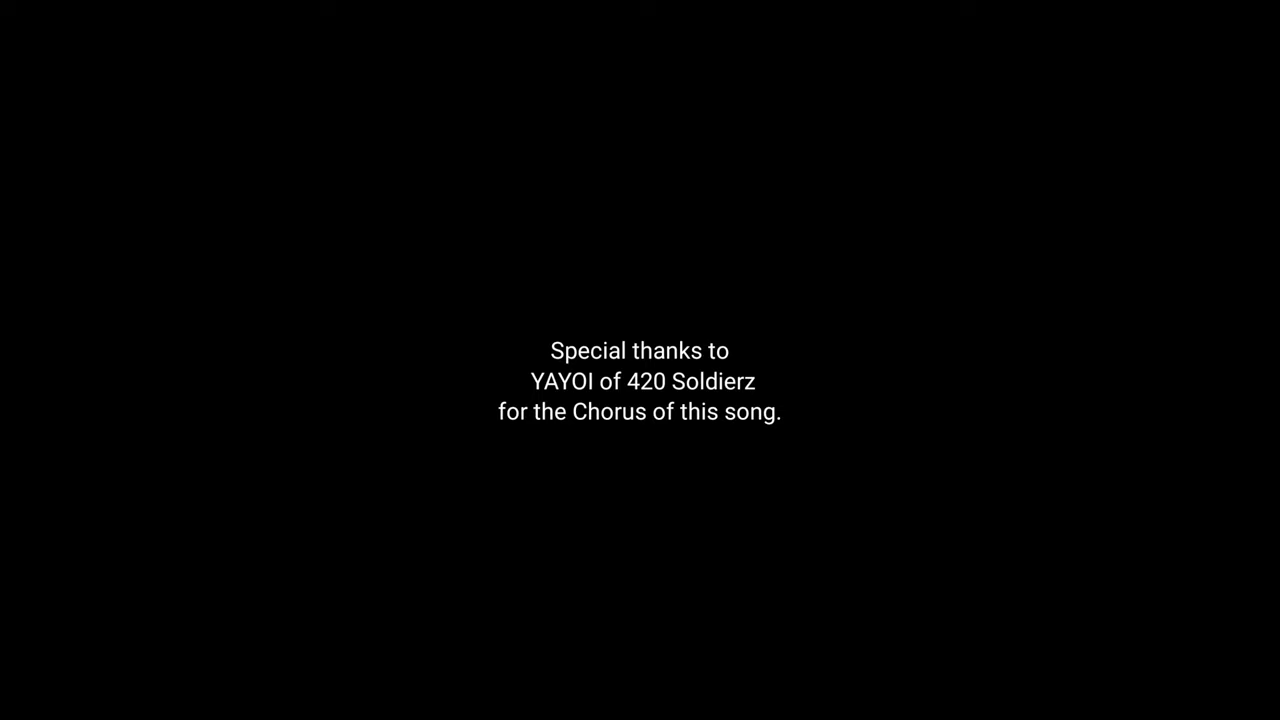 Special thanks to
YAYOI of 420 Soldierz
for the Chorus of this song.